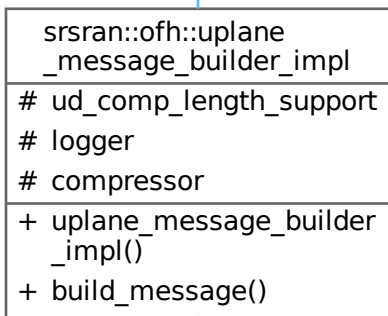 srsran::ofh::uplane
_message_builder_impl
# ud_comp_length_support
# logger
# compressor
+ uplane_message_builder
_impl()
+ build_message()